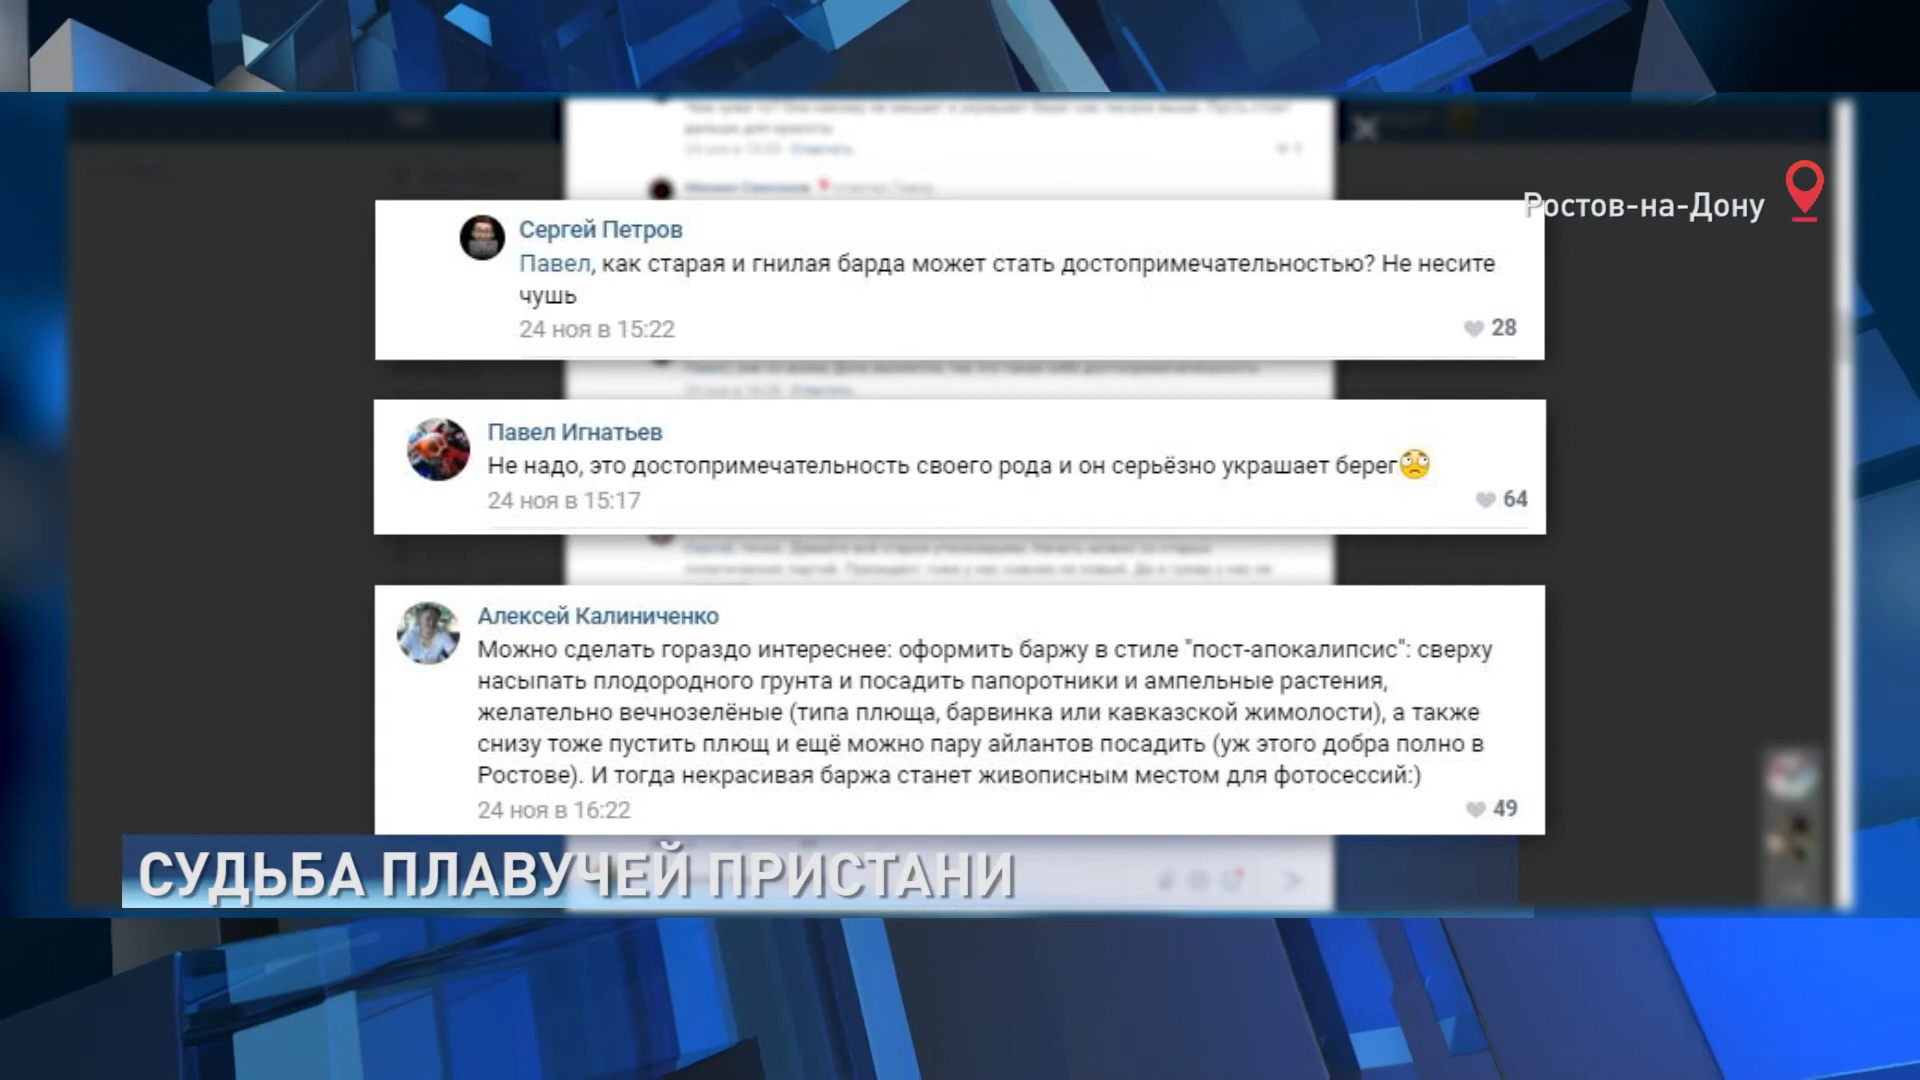 Ростов-на-Дону
Сергей Петров
Павел, как старая и гнилая барда может стать достопримечательностью? Не несите
чушь
24 ноя в 15:22
28
Павел Игнатьев
Не надо, это достопримечательность своего рода и он серьёзно украшает берег
24 ноя в 15:17
64
Алексей Калиниченко
Можно сделать гораздо интереснее: оформить баржу в стиле "пост-апокалипсис": сверху
насыпать плодородного грунта и посадить папоротники и ампельные растения,
желательно вечнозелёные (типа плюща, барвинка или кавказской жимолости), а также
снизу тоже пустить плющ и ещё можно пару айлантов посадить (уж этого добра полно в
Ростове). И тогда некрасивая баржа станет живописным местом для фотосессий:)
24 ноя в 16:22
49
СУДЬБА ПЛАВУЧЕЙ ПРИСТАНИ